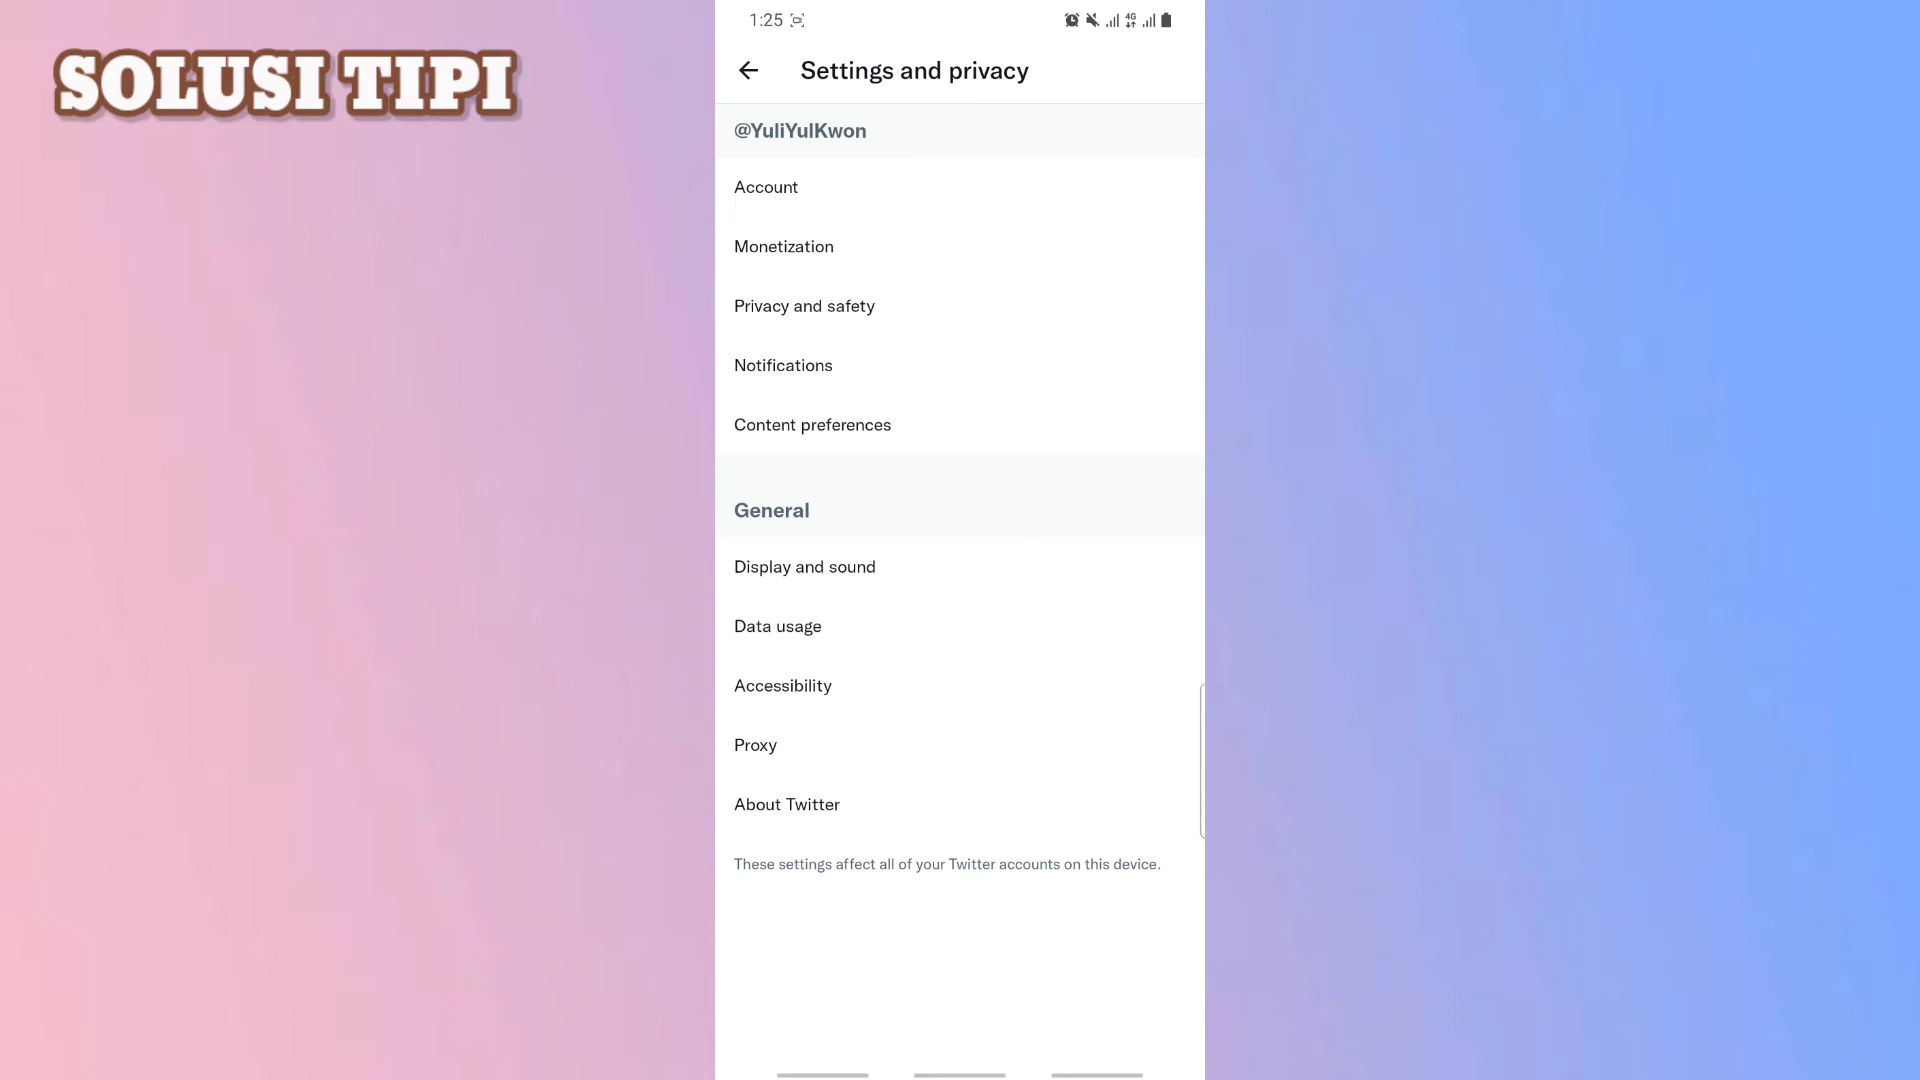 SOLUSI TIPI
1:25
4G
Settings and privacy
@YuliYulKwon
Account
Monetization
Privacy and safety
Notifications
Content preferences
General
Display and sound
Data usage
Accessibility
Proxy
About Twitter
These settings affect all of your Twitter accounts on this device.